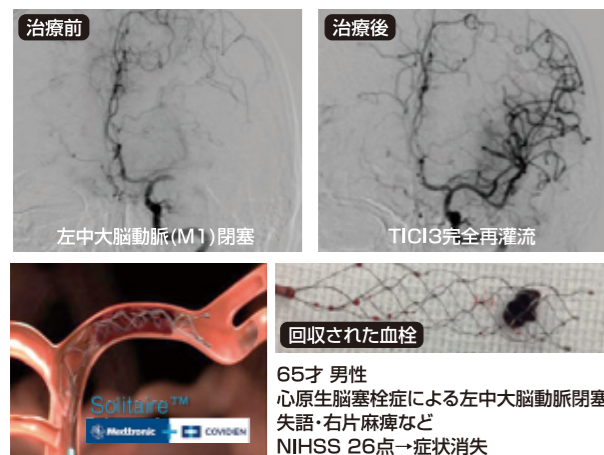 治療前
左中大脳動脈(M1)閉塞
治療後
TICI3完全再灌流
Solitaire™
Medtronic + COVIDIEN
回収された血栓
65才 男性
心原生脳塞栓症による左中大脳動脈閉塞
失語・右片麻痺など
NIHSS 26点→症状消失